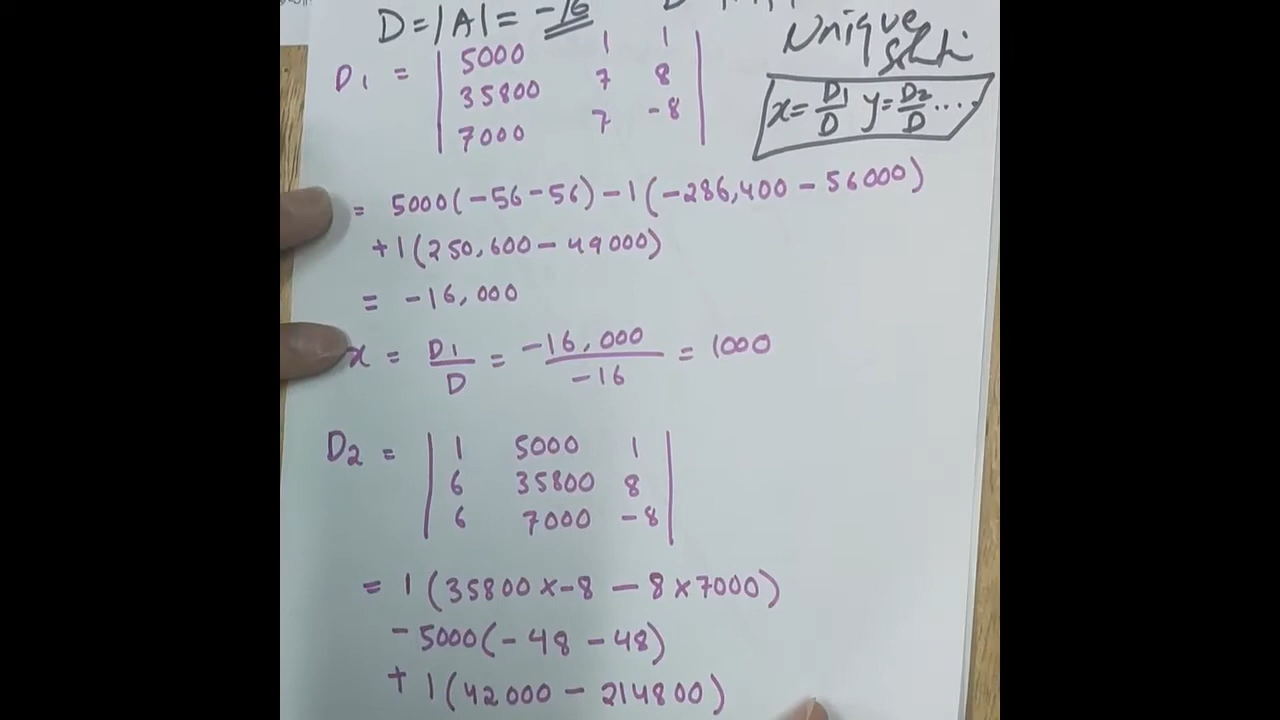 D = |A| = -16
Unique
D1 = | 5000 1 1 |
| 35800 7 8 |
| 7000 7 -8 |
x = D1/D y = D2/D ....
= 5000(-56-56) -1(-286,400 - 56000)
+1(250,600 - 49000)
= -16,000
x = D1/D = -16,000/-16 = 1000
D2 = | 1 5000 1 |
| 6 35800 8 |
| 6 7000 -8 |
= 1(35800 x -8 - 8 x 7000)
- 5000(-48 - 48)
+ 1(42000 - 214800)